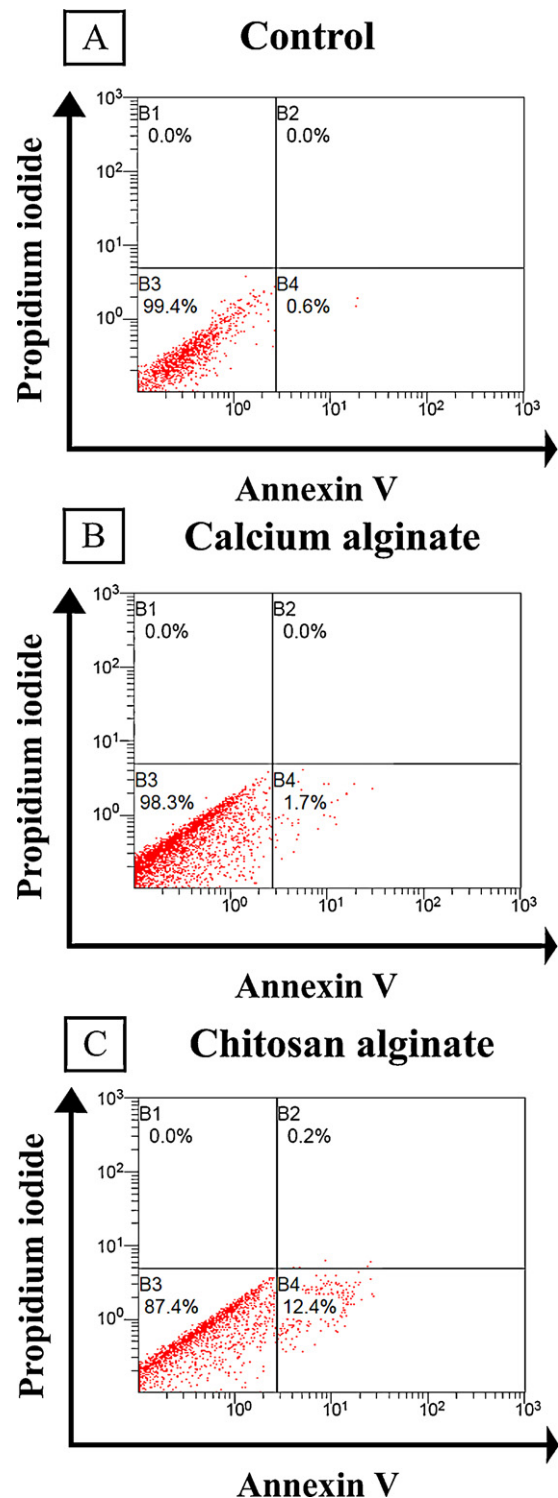 A Control
10³
B1 B2
0.0% 0.0%
10²
10¹
B3 B4
99.4% 0.6%
10⁰
10⁰ 10¹ 10² 10³
Propidium iodide
Annexin V
B Calcium alginate
10³
B1 B2
0.0% 0.0%
10²
10¹
B3 B4
98.3% 1.7%
10⁰
10⁰ 10¹ 10² 10³
Propidium iodide
Annexin V
C Chitosan alginate
10³
B1 B2
0.0% 0.2%
10²
10¹
B3 B4
87.4% 12.4%
10⁰
10⁰ 10¹ 10² 10³
Propidium iodide
Annexin V